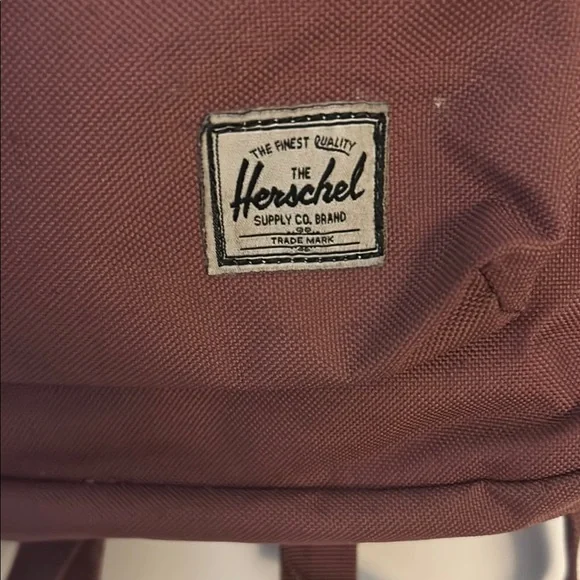 THE FINEST QUALITY
THE
Herschel
SUPPLY CO. BRAND
TRADE MARK